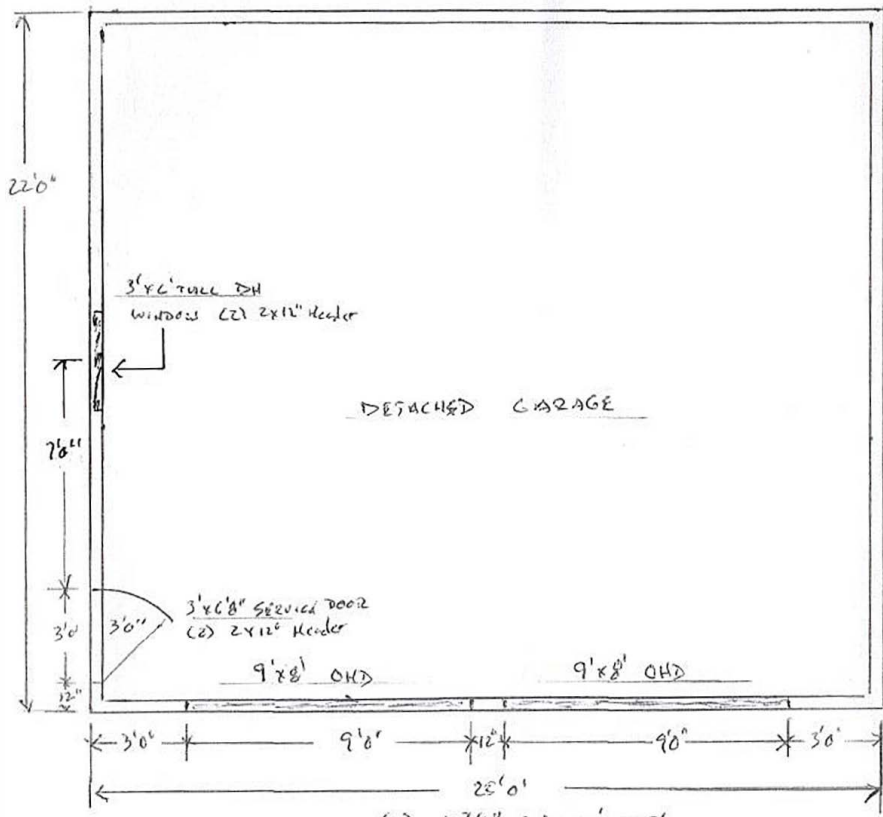 22'0"
3'x6' TALL DH
WINDOW (2) 2x12" Header
DETACHED GARAGE
7'0"
3'x6'8" SERVICE DOOR
(2) 2x12" Header
3'0"
3'0"
12"
9'x8' OHD
9'x8' OHD
3'0"
9'0"
12"
9'0"
3'0"
25'0"